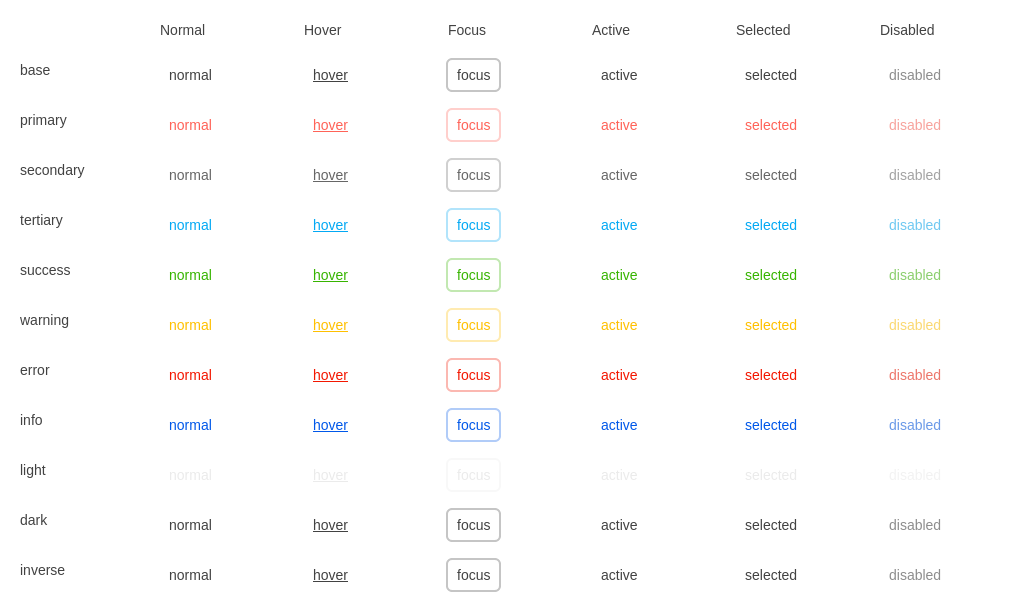 Normal Hover Focus Active Selected Disabled
base normal hover focus active selected disabled
primary normal hover focus active selected disabled
secondary normal hover focus active selected disabled
tertiary normal hover focus active selected disabled
success normal hover focus active selected disabled
warning normal hover focus active selected disabled
error normal hover focus active selected disabled
info normal hover focus active selected disabled
light normal hover focus active selected disabled
dark normal hover focus active selected disabled
inverse normal hover focus active selected disabled